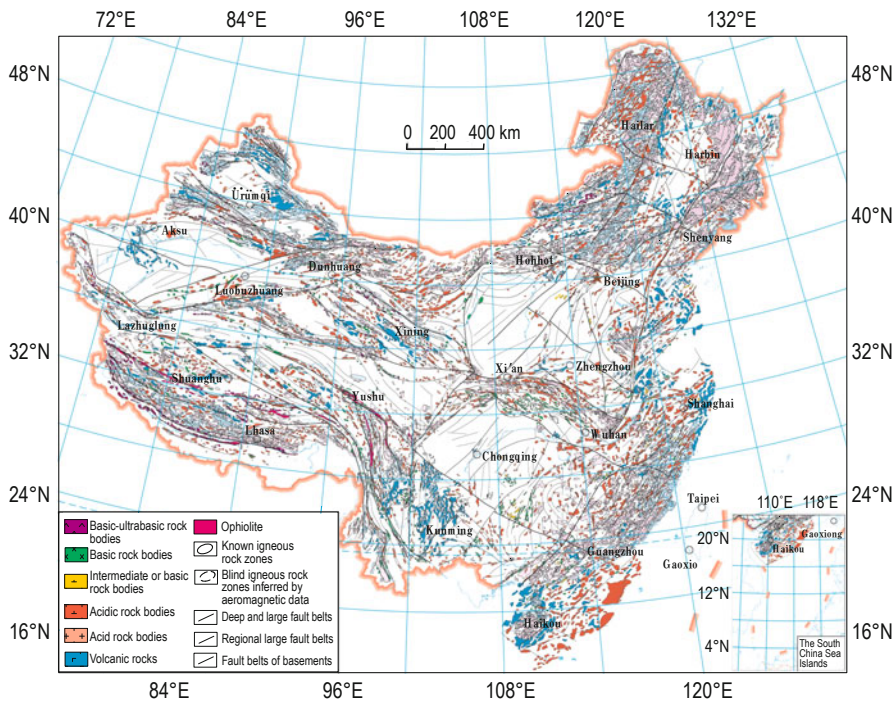 72°E 84°E 96°E 108°E 120°E 132°E
48°N 48°N
0 200 400 km
Hailar
Harbiu
Ürümqi
40°N 40°N
Aksu
Shenyang
Dunhuang
Hohhot
Beijing
Luobuzhuang
Lazhuglung
Xining
32°N 32°N
Xi'an
Zhengzhou
Shuanghu
Yushu
Shanghai
Lhasa
Wuhan
Chongqing
24°N 24°N
Taipei
110°E 118°E
Kunming
20°N
Gaoxiong
Haikou
Guangzhou
Gaoxio
12°N
16°N 16°N
Haikou
4°N
The South
China Sea
Islands
Basic-ultrabasic rock
bodies
Basic rock bodies
Intermediate or basic
rock bodies
Acidic rock bodies
Acid rock bodies
Volcanic rocks
Ophiolite
Known igneous
rock zones
Blind igneous rock
zones inferred by
aeromagnetic data
Deep and large fault belts
Regional large fault belts
Fault belts of basements
84°E 96°E 108°E 120°E